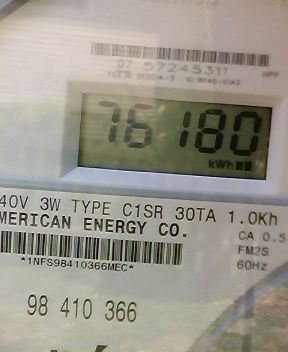 07 57245311
76180
kWh
40V 3W TYPE C1SR 30TA 1.0Kh
MERICAN ENERGY CO.
CA 0.5
FM2S
60Hz
*1NFS98410366MEC*
98 410 366